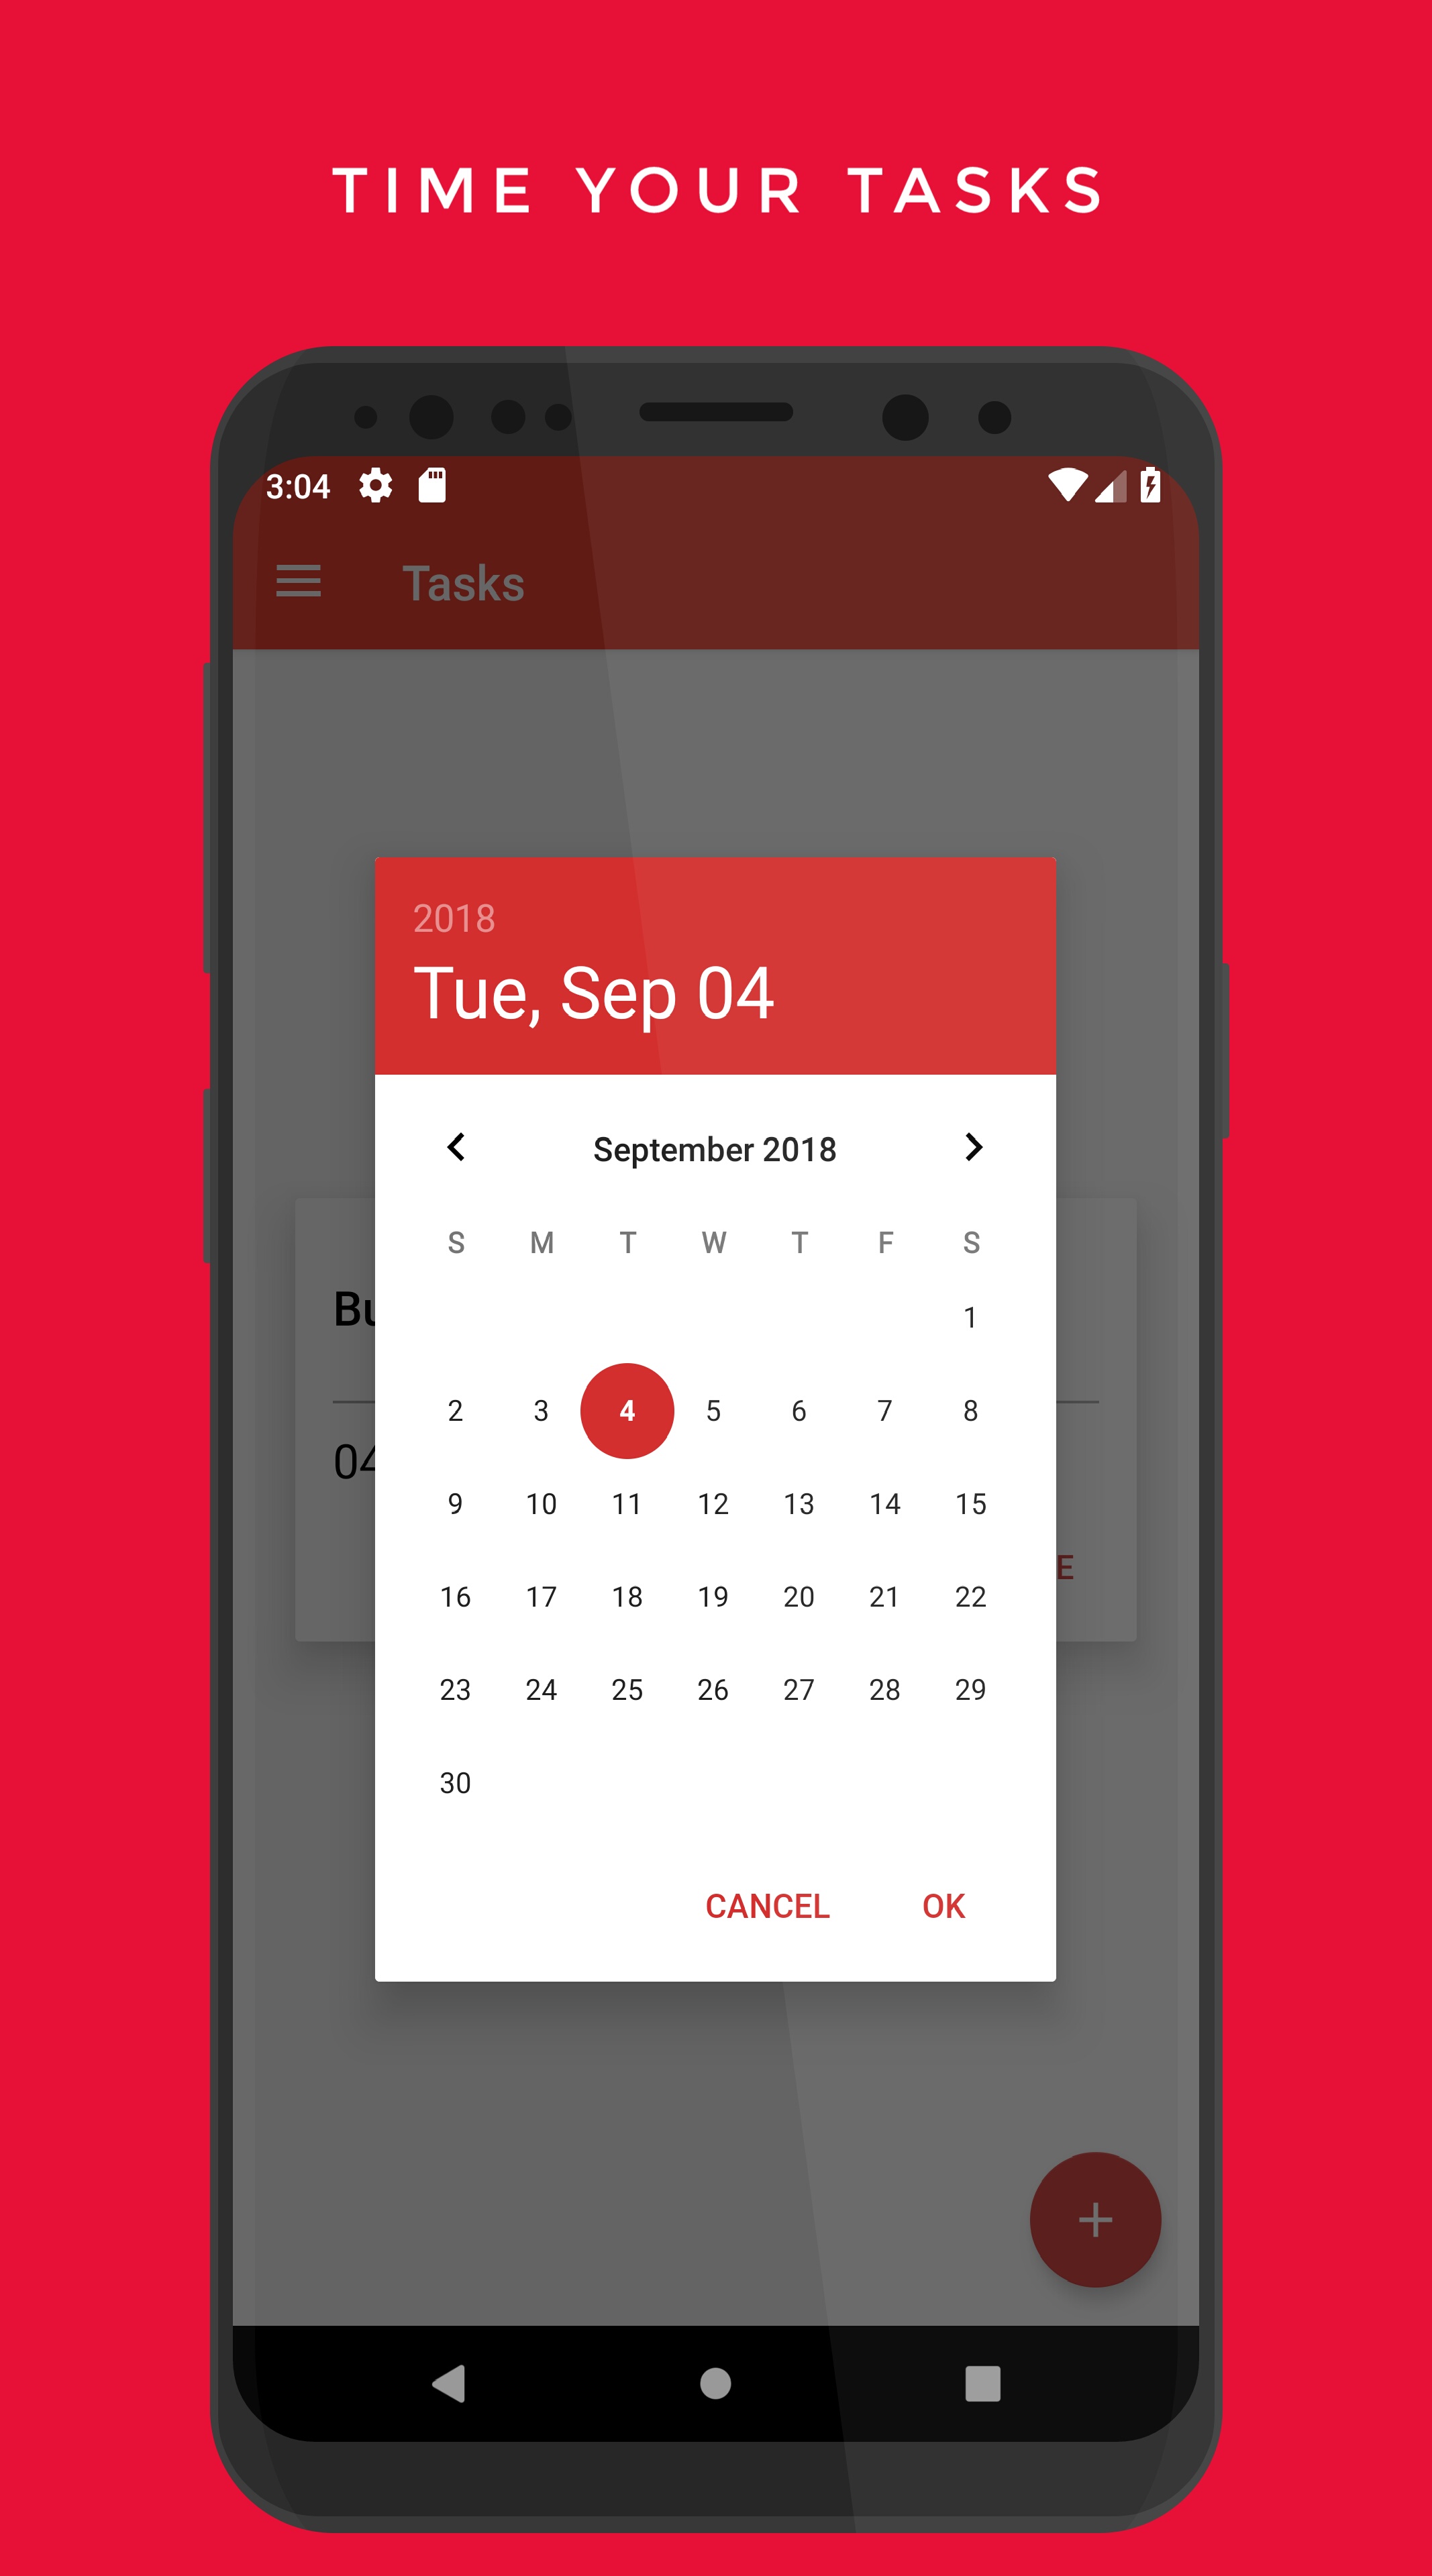 TIME YOUR TASKS
3:04
Tasks
2018
Tue, Sep 04
September 2018
S M T W T F S
1
2 3 4 5 6 7 8
9 10 11 12 13 14 15
16 17 18 19 20 21 22
23 24 25 26 27 28 29
30
CANCEL OK